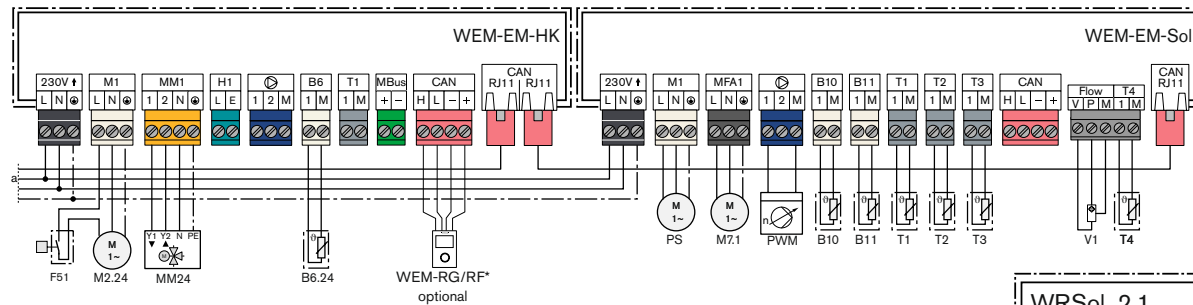 WEM-EM-HK
WEM-EM-Sol
230V M1 MM1 H1 B6 T1 MBus CAN CAN
RJ11 RJ11
L N L N 1 2 N L E 1 2 M 1 M 1 M + − H L − +
230V M1 MFA1 B10 B11 T1 T2 T3 CAN Flow T4 CAN
RJ11
L N L N L N 1 2 M 1 M 1 M 1 M 1 M 1 M H L − + V P M 1 M
a
Y1 Y2 N PE
M
1~
M
ϑ
M
1~
M
1~
n
ϑ ϑ ϑ ϑ ϑ ϑ
F51 M2.24 MM24 B6.24 WEM-RG/RF*
optional
PS M7.1 PWM B10 B11 T1 T2 T3 V1 T4
WRSol 2.1